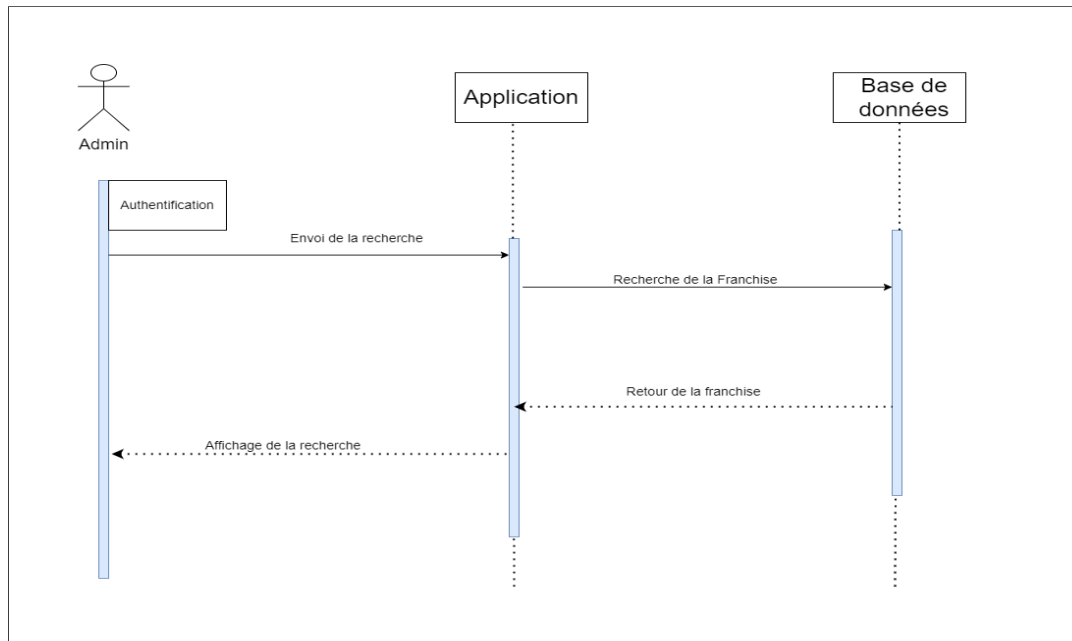 Application
Base de
données
Admin
Authentification
Envoi de la recherche
Recherche de la Franchise
Retour de la franchise
Affichage de la recherche